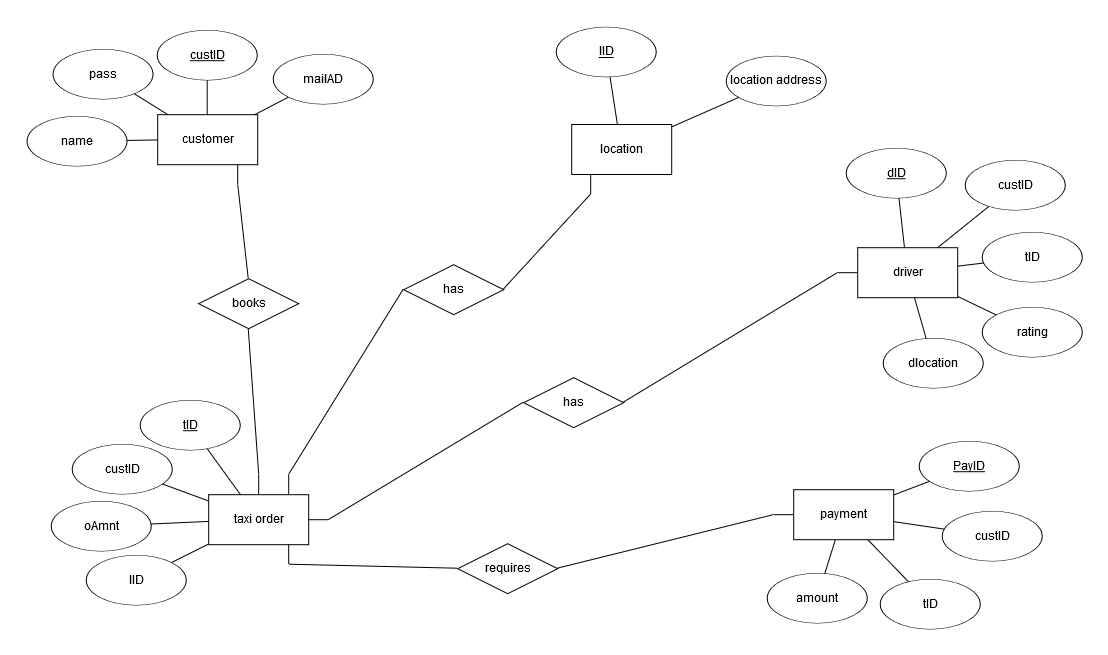 custID
pass
mailAD
name
customer
lID
location address
location
dID
custID
tID
driver
rating
dlocation
books
has
has
tID
custID
oAmnt
taxi order
lID
requires
PayID
payment
custID
amount
tID